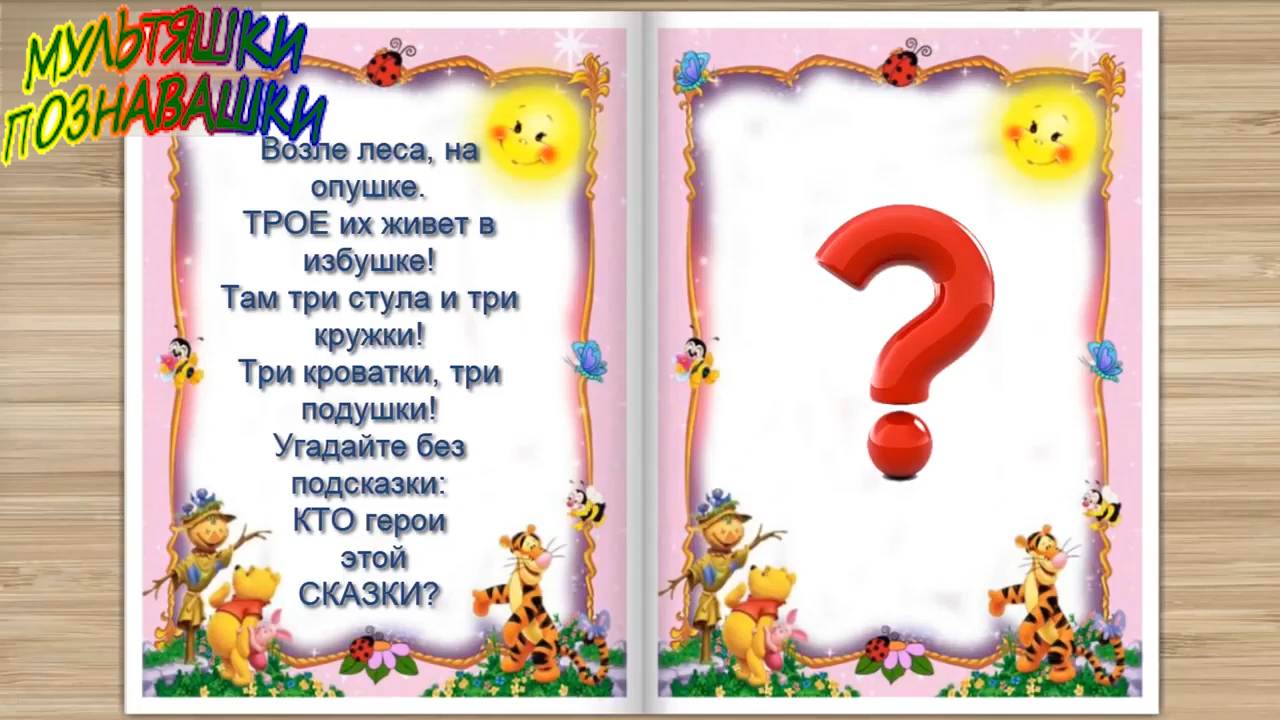 МУЛЬТЯШКИ
ПОЗНАВАШКИ
Возле леса, на
опушке.
ТРОЕ их живет в
избушке!
Там три стула и три
кружки!
Три кроватки, три
подушки!
Угадайте без
подсказки:
КТО герои
этой
СКАЗКИ?
?